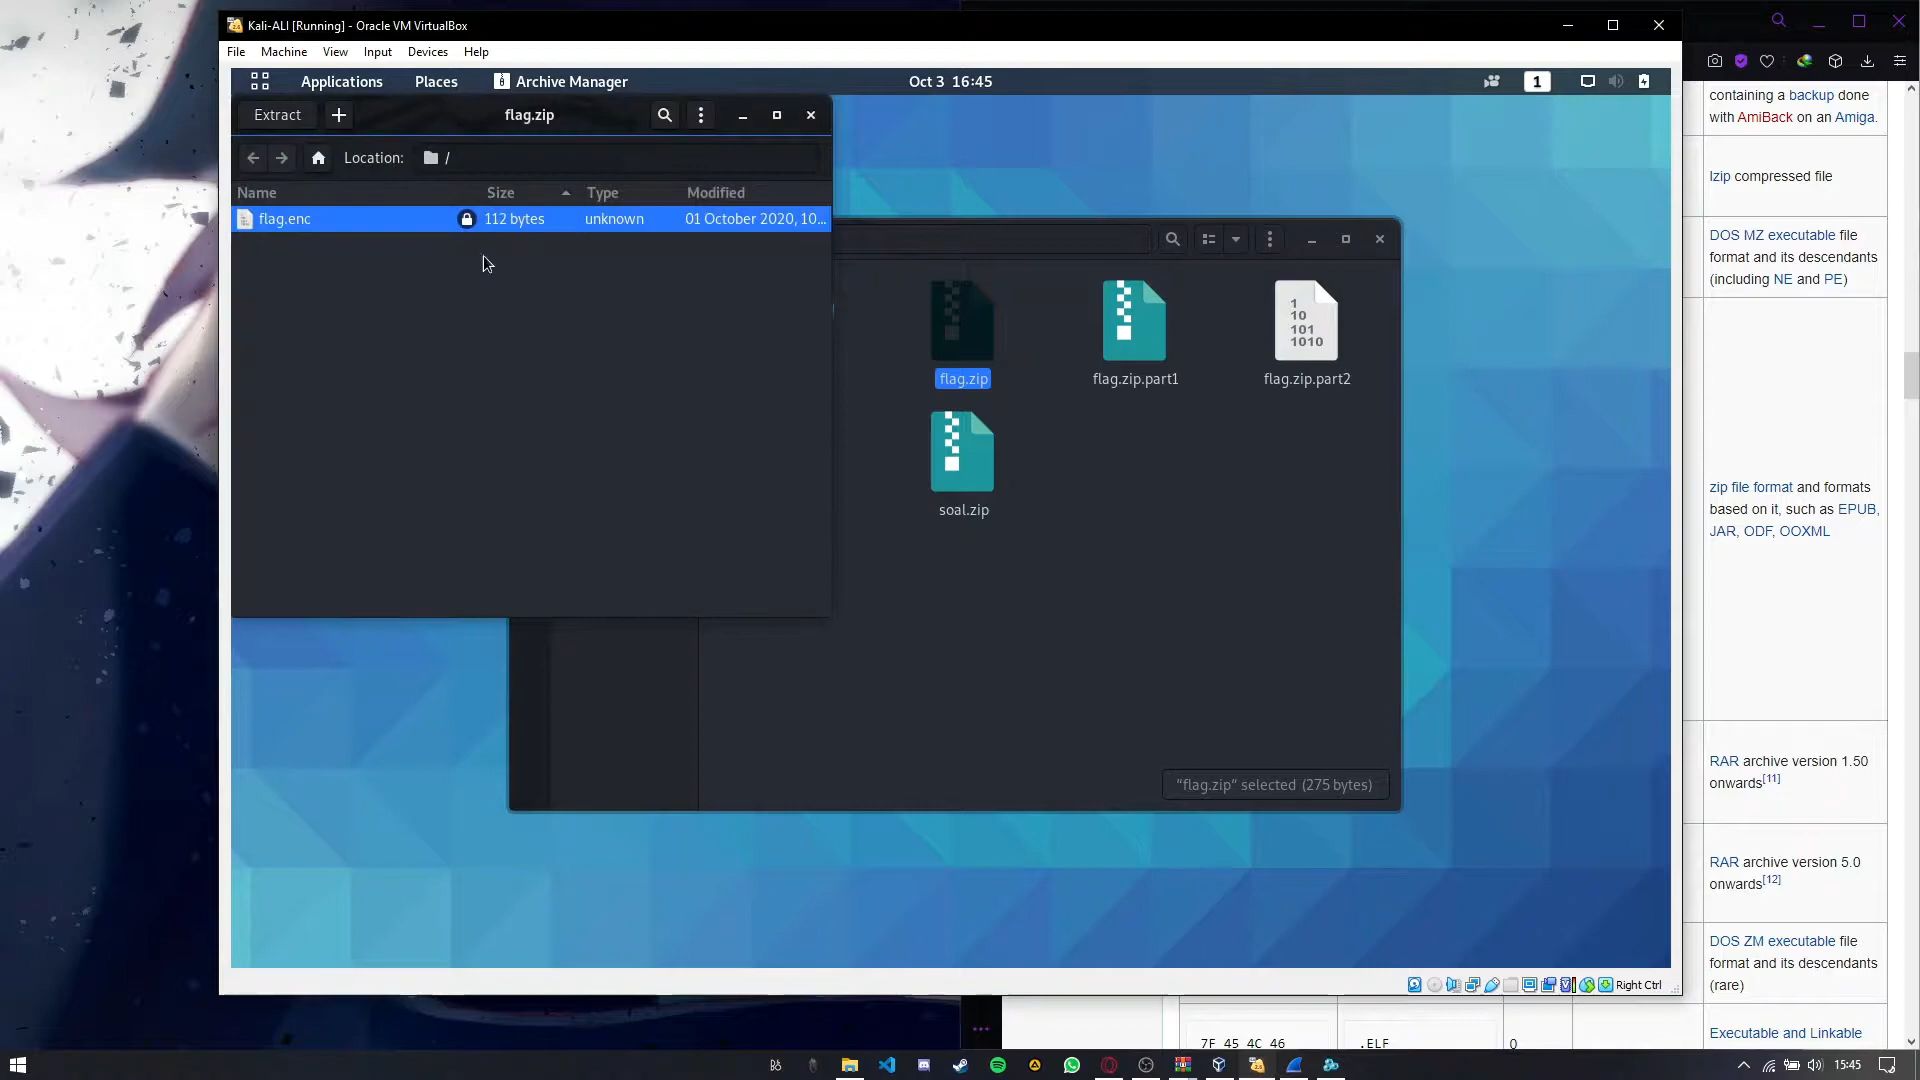 Kali-ALI [Running] - Oracle VM VirtualBox
File Machine View Input Devices Help
Applications Places Archive Manager Oct 3 16:45 1
Extract + flag.zip
Location: /
Name Size Type Modified
flag.enc 112 bytes unknown 01 October 2020, 10...
flag.zip flag.zip.part1 flag.zip.part2
1
10
101
1010
soal.zip
"flag.zip" selected (275 bytes)
Right Ctrl
containing a backup done
with AmiBack on an Amiga.
lzip compressed file
DOS MZ executable file
format and its descendants
(including NE and PE)
zip file format and formats
based on it, such as EPUB,
JAR, ODF, OOXML
RAR archive version 1.50
onwards[11]
RAR archive version 5.0
onwards[12]
DOS ZM executable file
format and its descendants
(rare)
7F 45 4C 46 .ELF 0 Executable and Linkable
15:45